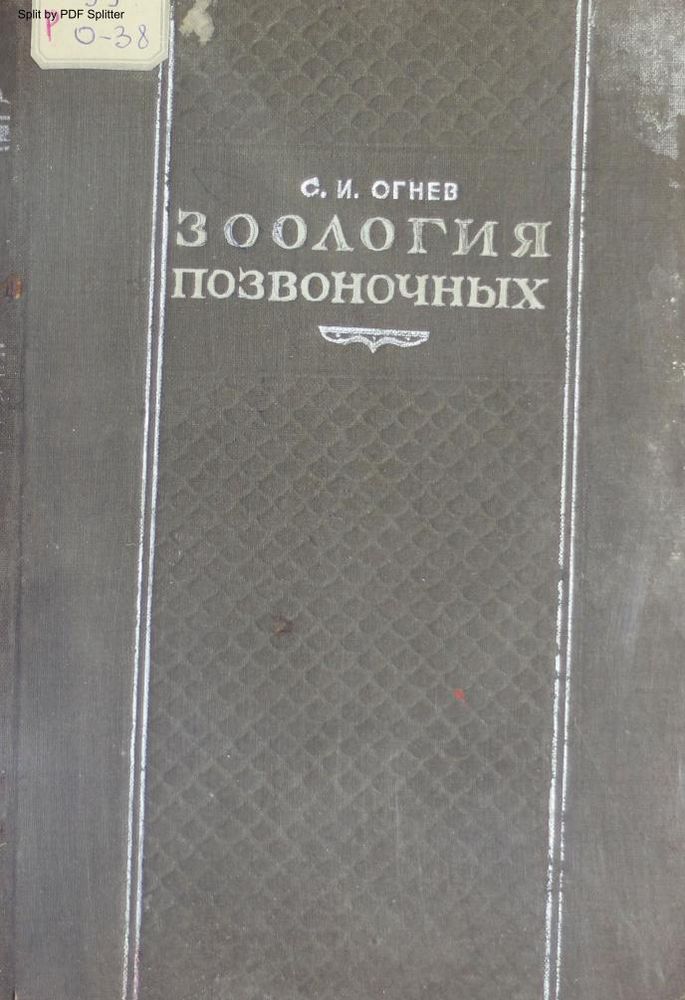 Split by PDF Splitter
Р О-38
С. И. ОГНЕВ
ЗООЛОГИЯ
ПОЗВОНОЧНЫХ